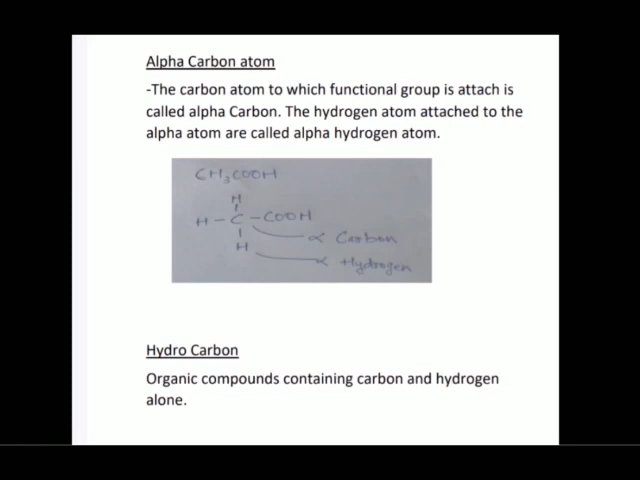 Alpha Carbon atom
-The carbon atom to which functional group is attach is
called alpha Carbon. The hydrogen atom attached to the
alpha atom are called alpha hydrogen atom.
CH₃COOH
H
H – C – COOH
∝ Carbon
H
∝ Hydrogen
Hydro Carbon
Organic compounds containing carbon and hydrogen
alone.